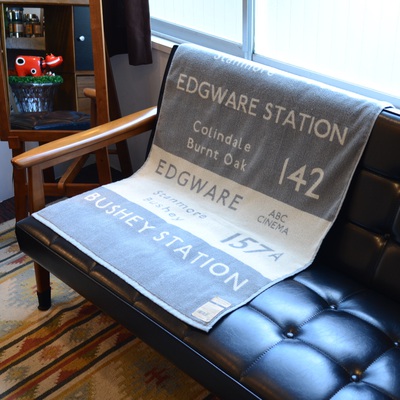 Stanmore
EDGWARE STATION
Colindale
Burnt Oak
142
EDGWARE
ABC
CINEMA
Stanmore
Bushey
157A
BUSHEY STATION